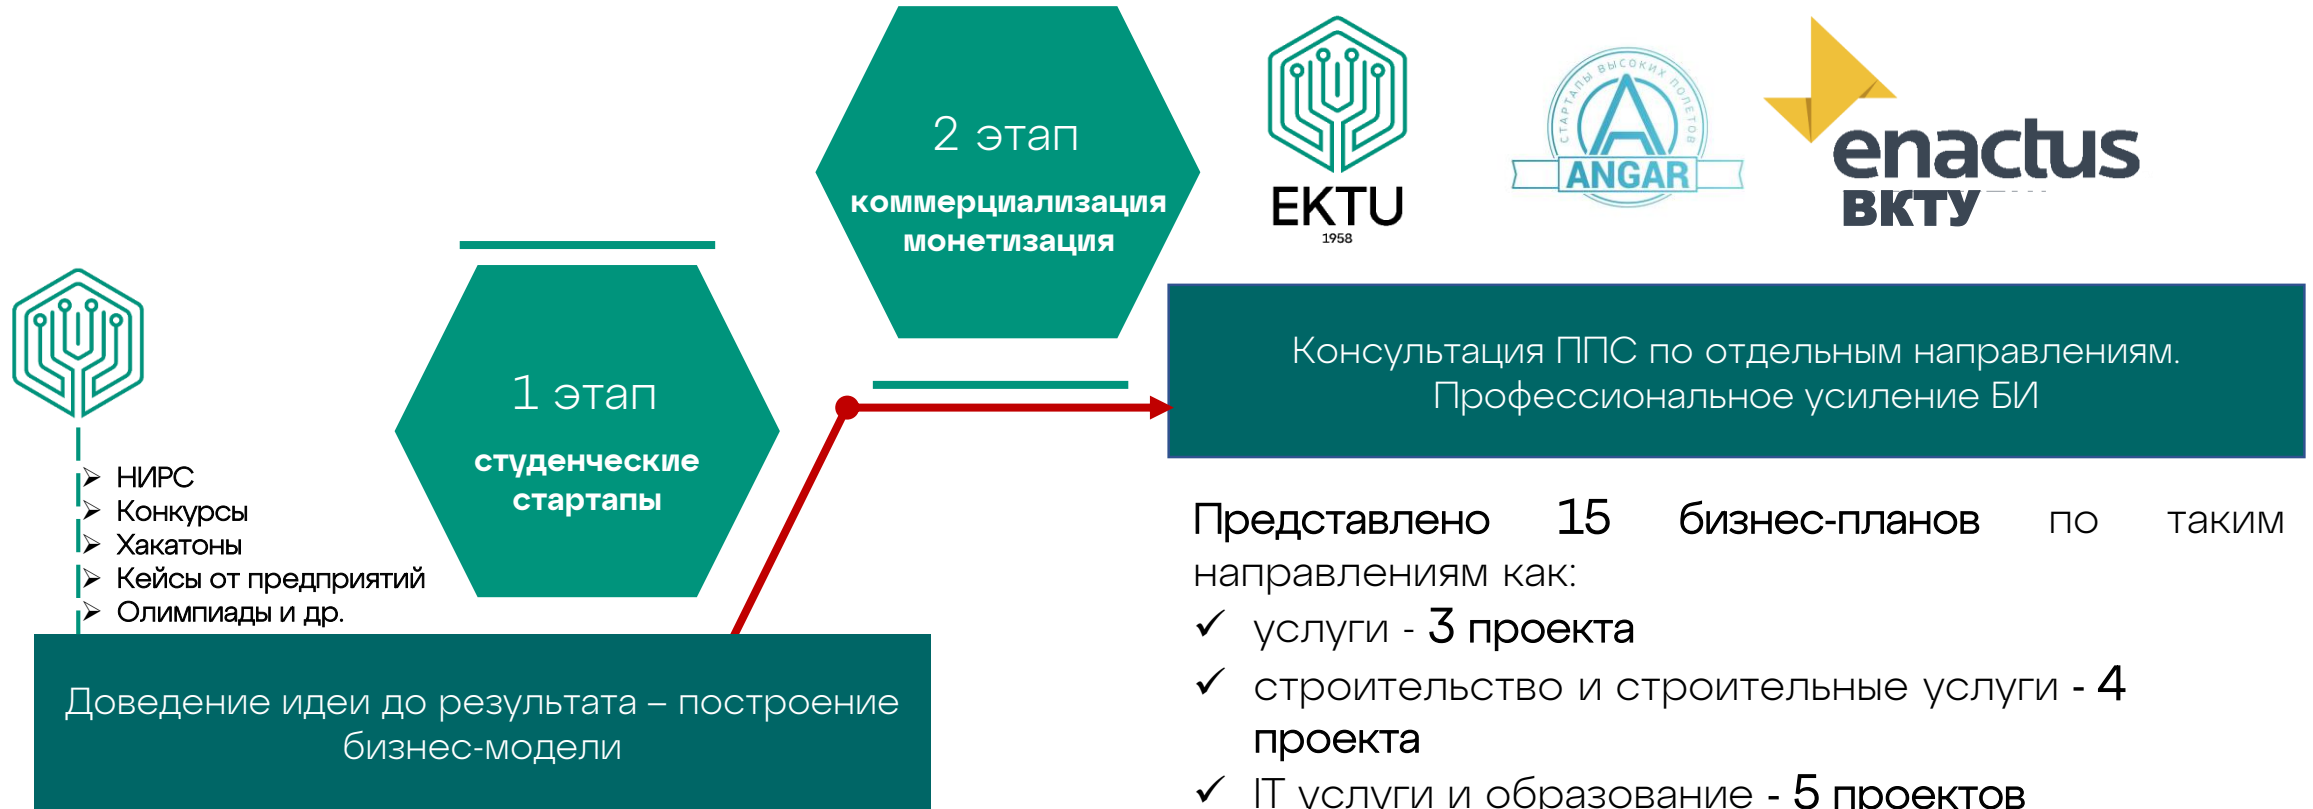 2 этап
коммерциализация
монетизация
EKTU
1958
СТАРТАПЫ ВЫСОКИХ ПОЛЕТОВ
ANGAR
enactus
ВКТУ
1 этап
студенческие
стартапы
➢ НИРС
➢ Конкурсы
➢ Хакатоны
➢ Кейсы от предприятий
➢ Олимпиады и др.
Доведение идеи до результата – построение
бизнес-модели
Консультация ППС по отдельным направлениям.
Профессиональное усиление БИ
Представлено 15 бизнес-планов по таким
направлениям как:
✓ услуги - 3 проекта
✓ строительство и строительные услуги - 4
проекта
✓ IT услуги и образование - 5 проектов